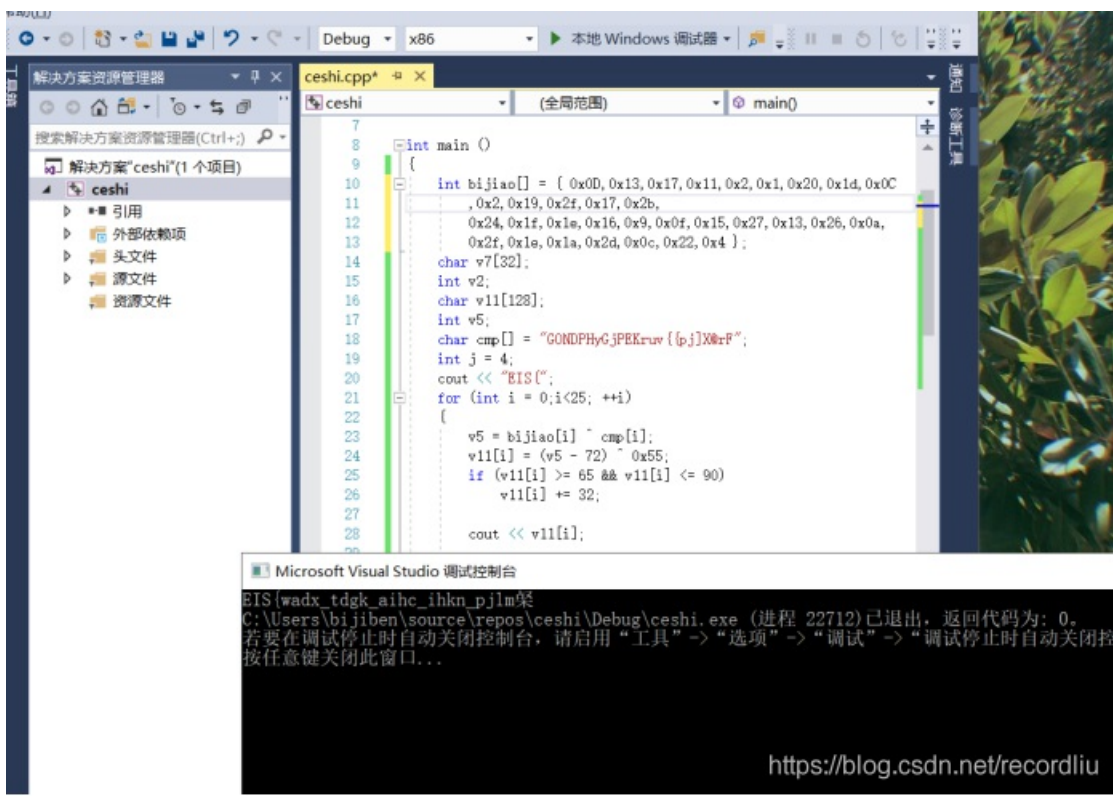 帮助(H)
Debug x86 本地 Windows 调试器
工具箱
解决方案资源管理器
搜索解决方案资源管理器(Ctrl+;)
解决方案"ceshi"(1 个项目)
ceshi
引用
外部依赖项
头文件
源文件
资源文件
ceshi.cpp*
ceshi (全局范围) main()
通知
诊断工具
7
8 int main ()
9 {
10 int bijiao[] = { 0x0D, 0x13, 0x17, 0x11, 0x2, 0x1, 0x20, 0x1d, 0x0C
11 ,0x2, 0x19, 0x2f, 0x17, 0x2b,
12 0x24, 0x1f, 0x1e, 0x16, 0x9, 0x0f, 0x15, 0x27, 0x13, 0x26, 0x0a,
13 0x2f, 0x1e, 0x1a, 0x2d, 0x0c, 0x22, 0x4 };
14 char v7[32];
15 int v2;
16 char v11[128];
17 int v5;
18 char cmp[] = "GONDPHyGjPEKruv{{pj]X@rF";
19 int j = 4;
20 cout << "EIS{";
21 for (int i = 0;i<25; ++i)
22 {
23 v5 = bijiao[i] ^ cmp[i];
24 v11[i] = (v5 - 72) ^ 0x55;
25 if (v11[i] >= 65 && v11[i] <= 90)
26 v11[i] += 32;
27
28 cout << v11[i];
Microsoft Visual Studio 调试控制台
EIS{wadx_tdgk_aihc_ihkn_pjlm
C:\Users\bijiben\source\repos\ceshi\Debug\ceshi.exe (进程 22712)已退出，返回代码为: 0。
若要在调试停止时自动关闭控制台，请启用“工具”->“选项”->“调试”->“调试停止时自动关闭控
按任意键关闭此窗口...
https://blog.csdn.net/recordliu